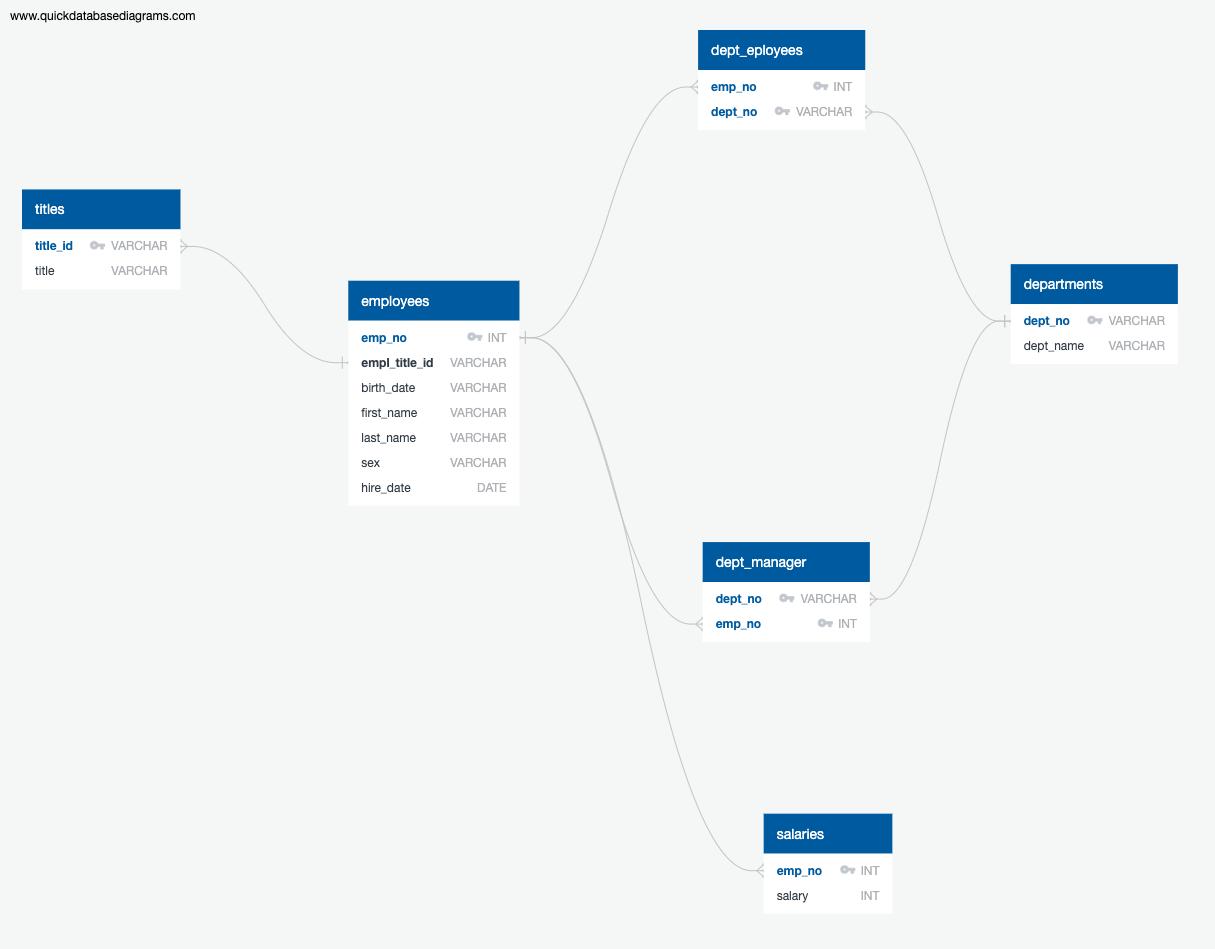 www.quickdatabasediagrams.com
dept_eployees
emp_no INT
dept_no VARCHAR
titles
title_id VARCHAR
title VARCHAR
employees
emp_no INT
empl_title_id VARCHAR
birth_date VARCHAR
first_name VARCHAR
last_name VARCHAR
sex VARCHAR
hire_date DATE
departments
dept_no VARCHAR
dept_name VARCHAR
dept_manager
dept_no VARCHAR
emp_no INT
salaries
emp_no INT
salary INT